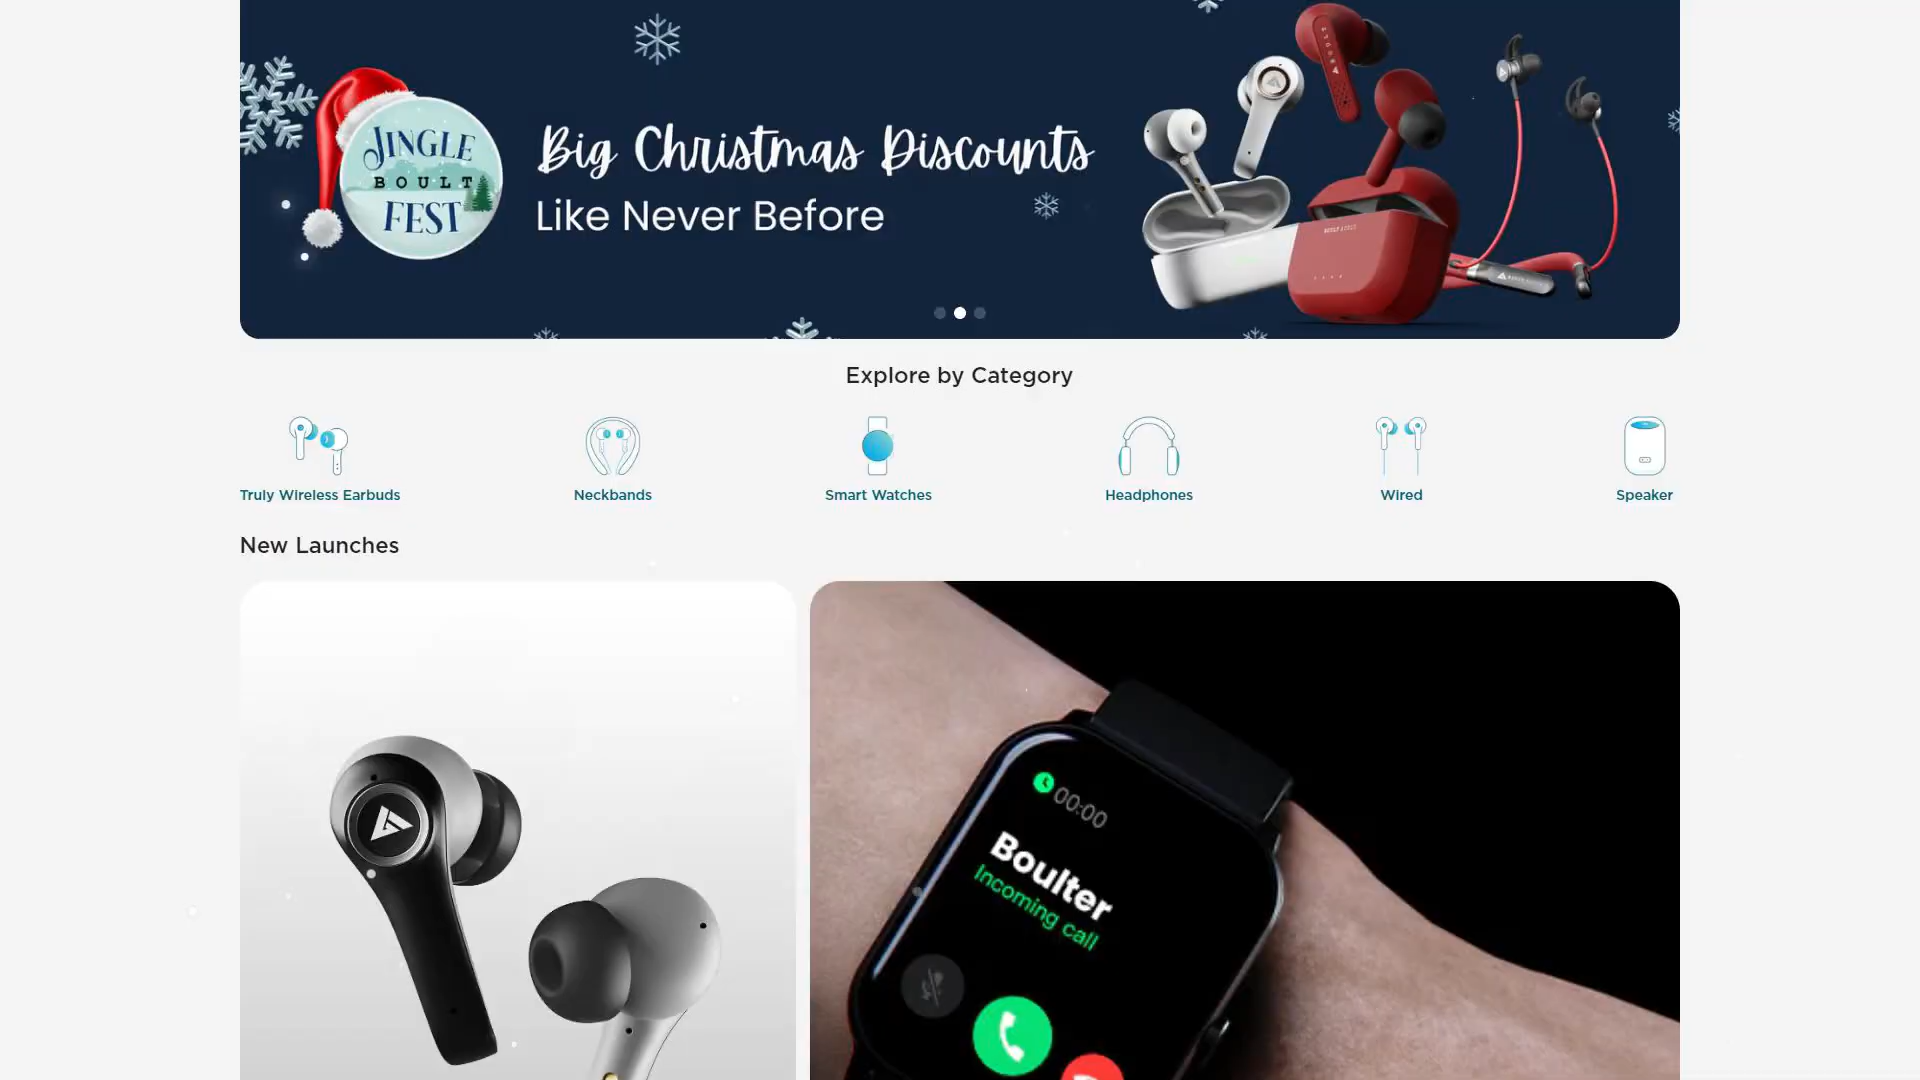 JINGLE
BOULT
FEST
Big Christmas Discounts
Like Never Before
Explore by Category
Truly Wireless Earbuds
Neckbands
Smart Watches
Headphones
Wired
Speaker
New Launches
00:00
Boulter
Incoming call